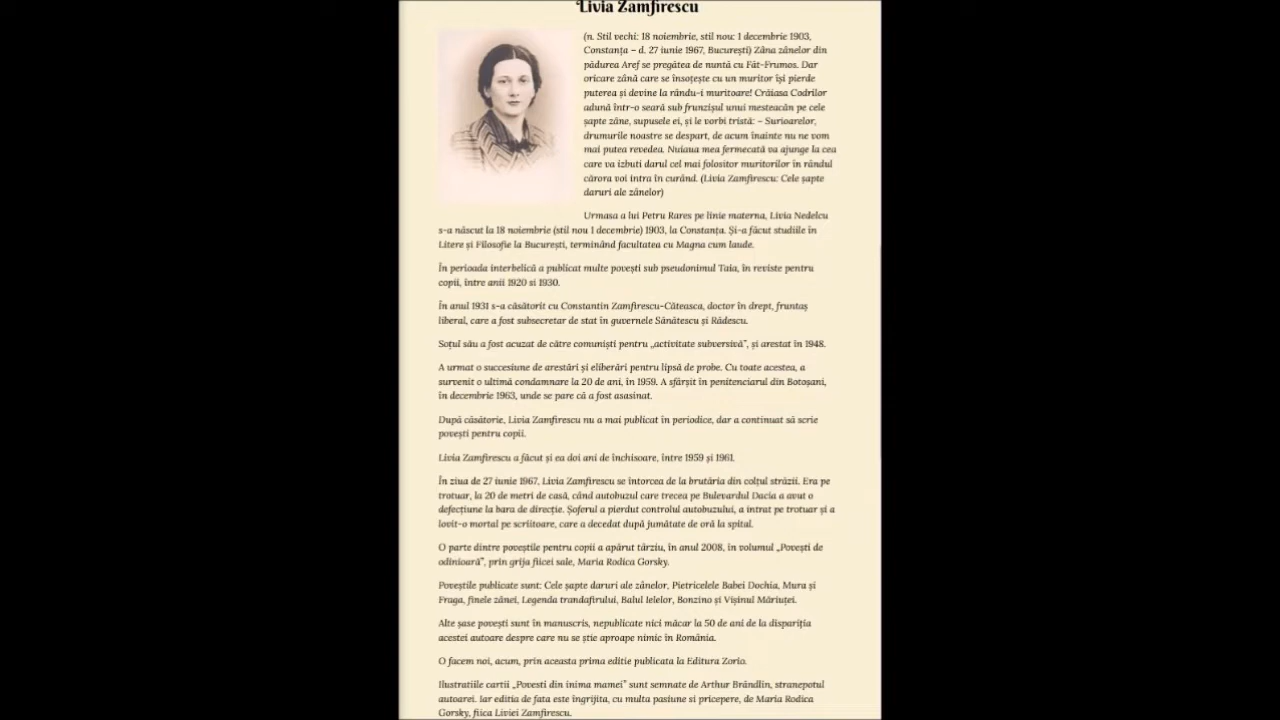 Livia Zamfirescu
(n. Stil vechi: 18 noiembrie, stil nou: 1 decembrie 1903,
Constanța – d. 27 iunie 1967, București) Zâna zânelor din
pădurea Aref se pregătea de nuntă cu Făt-Frumos. Dar
oricare zână care se însoțește cu un muritor își pierde
puterea și devine la rându-i muritoare! Crăiasa Codrilor
adună într-o seară sub frunzișul unui mesteacăn pe cele
șapte zâne, supusele ei, și le vorbi tristă: – Surioarelor,
drumurile noastre se despart, de acum înainte nu ne vom
mai putea revedea. Nuiaua mea fermecată va ajunge la cea
care va izbuti darul cel mai folositor muritorilor în rândul
cărora voi intra în curând. (Livia Zamfirescu: Cele șapte
daruri ale zânelor)
Urmasa a lui Petru Rares pe linie materna, Livia Nedelcu
s-a născut la 18 noiembrie (stil nou 1 decembrie) 1903, la Constanța. Și-a făcut studiile în
Litere și Filosofie la București, terminând facultatea cu Magna cum laude.
În perioada interbelică a publicat multe povești sub pseudonimul Taia, în reviste pentru
copii, între anii 1920 si 1930.
În anul 1931 s-a căsătorit cu Constantin Zamfirescu-Căteasca, doctor în drept, fruntaș
liberal, care a fost subsecretar de stat în guvernele Sănătescu și Rădescu.
Soțul său a fost acuzat de către comuniști pentru „activitate subversivă”, și arestat în 1948.
A urmat o succesiune de arestări și eliberări pentru lipsă de probe. Cu toate acestea, a
survenit o ultimă condamnare la 20 de ani, în 1959. A sfârșit în penitenciarul din Botoșani,
în decembrie 1963, unde se pare că a fost asasinat.
După căsătorie, Livia Zamfirescu nu a mai publicat în periodice, dar a continuat să scrie
povești pentru copii.
Livia Zamfirescu a făcut și ea doi ani de închisoare, între 1959 și 1961.
În ziua de 27 iunie 1967, Livia Zamfirescu se întorcea de la brutăria din colțul străzii. Era pe
trotuar, la 20 de metri de casă, când autobuzul care trecea pe Bulevardul Dacia a avut o
defecțiune la bara de direcție. Șoferul a pierdut controlul autobuzului, a intrat pe trotuar și a
lovit-o mortal pe scriitoare, care a decedat după jumătate de oră la spital.
O parte dintre poveștile pentru copii a apărut târziu, în anul 2008, în volumul „Povești de
odinioară”, prin grija fiicei sale, Maria Rodica Gorsky.
Poveștile publicate sunt: Cele șapte daruri ale zânelor, Pietricelele Babei Dochia, Mura și
Fraga, finele zânei, Legenda trandafirului, Balul Ielelor, Bonzino și Vișinul Măriuței.
Alte șase povești sunt în manuscris, nepublicate nici măcar la 50 de ani de la dispariția
acestei autoare despre care nu se știe aproape nimic în România.
O facem noi, acum, prin aceasta prima editie publicata la Editura Zorio.
Ilustratiile cartii „Povesti din inima mamei” sunt semnate de Arthur Brändlin, stranepotul
autoarei. Iar editia de fata este îngrijita, cu multa pasiune si pricepere, de Maria Rodica
Gorsky, fiica Liviei Zamfirescu.